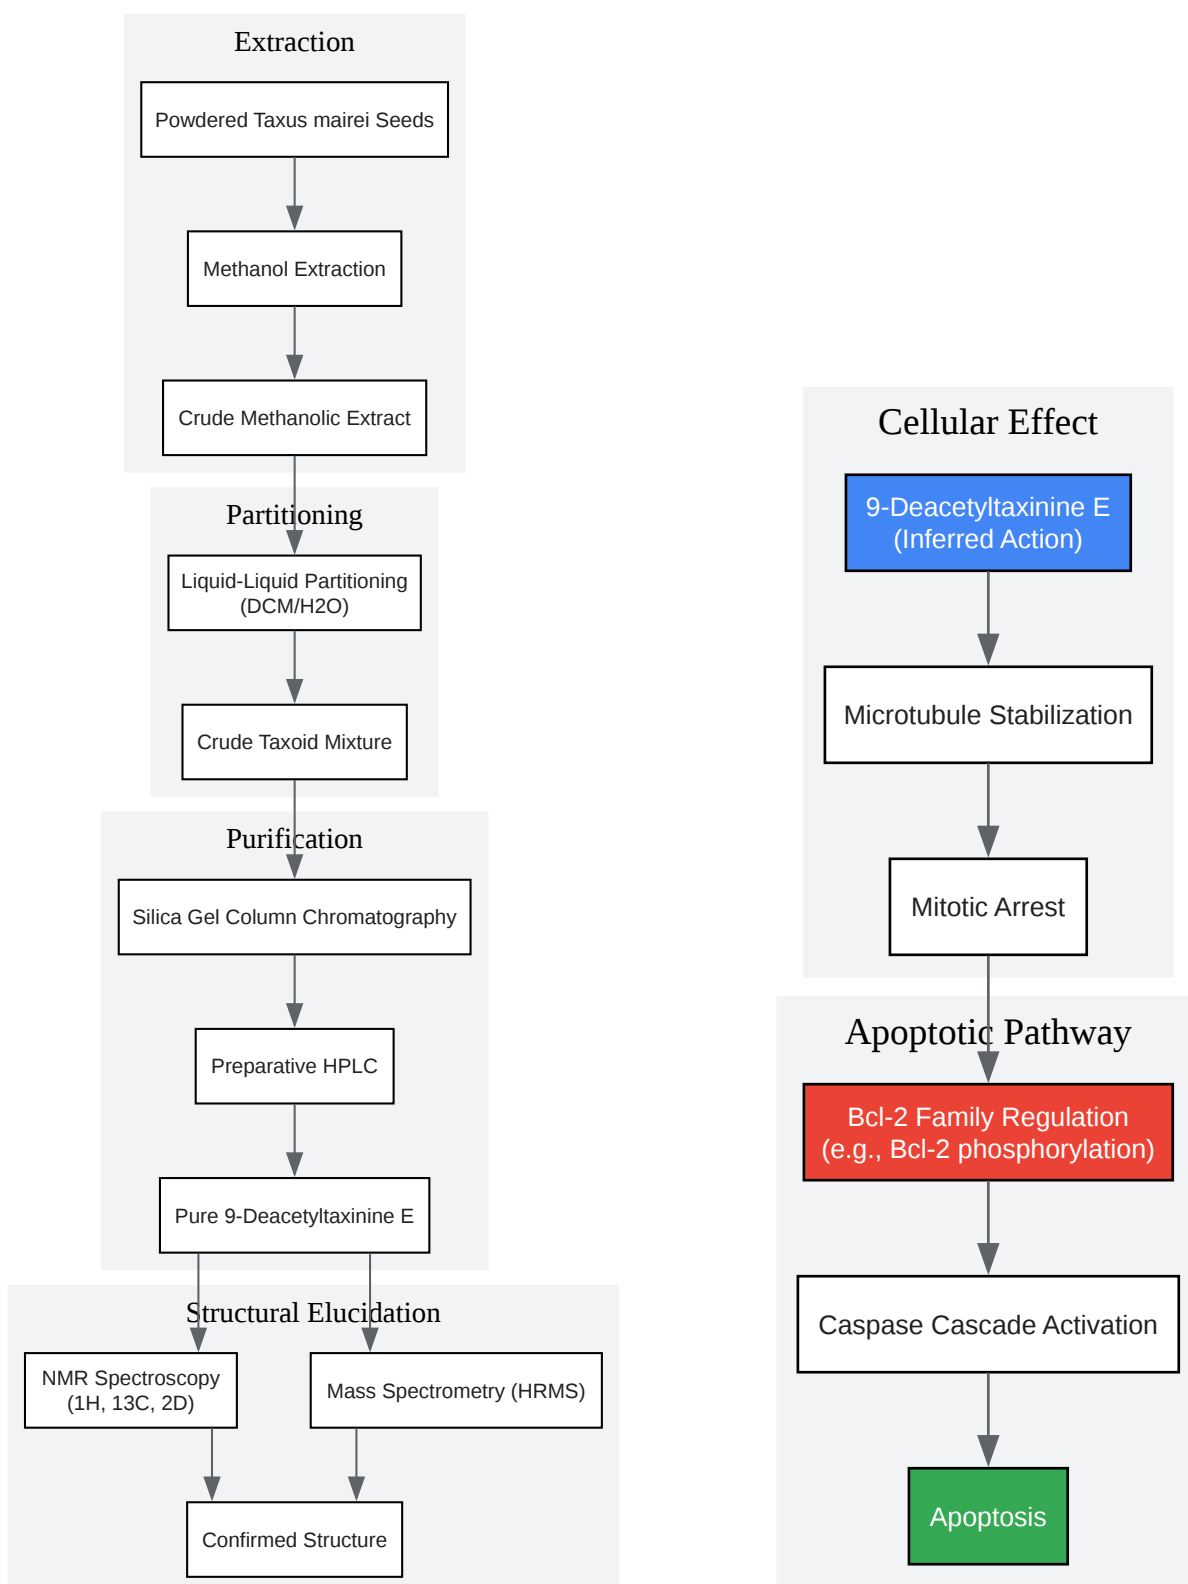 Extraction
Powdered Taxus mairei Seeds
Methanol Extraction
Crude Methanolic Extract
Partitioning
Liquid-Liquid Partitioning
(DCM/H2O)
Crude Taxoid Mixture
Purification
Silica Gel Column Chromatography
Preparative HPLC
Pure 9-Deacetyltaxinine E
Structural Elucidation
NMR Spectroscopy
(1H, 13C, 2D)
Mass Spectrometry (HRMS)
Confirmed Structure
Cellular Effect
9-Deacetyltaxinine E
(Inferred Action)
Microtubule Stabilization
Mitotic Arrest
Apoptotic Pathway
Bcl-2 Family Regulation
(e.g., Bcl-2 phosphorylation)
Caspase Cascade Activation
Apoptosis